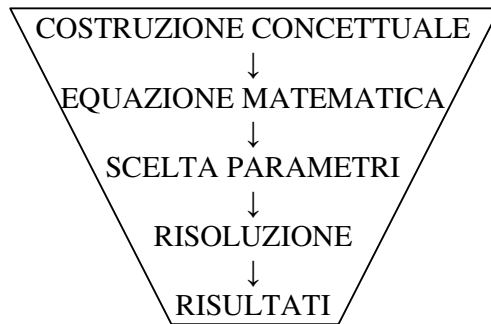 COSTRUZIONE CONCETTUALE
↓
EQUAZIONE MATEMATICA
↓
SCELTA PARAMETRI
↓
RISOLUZIONE
↓
RISULTATI